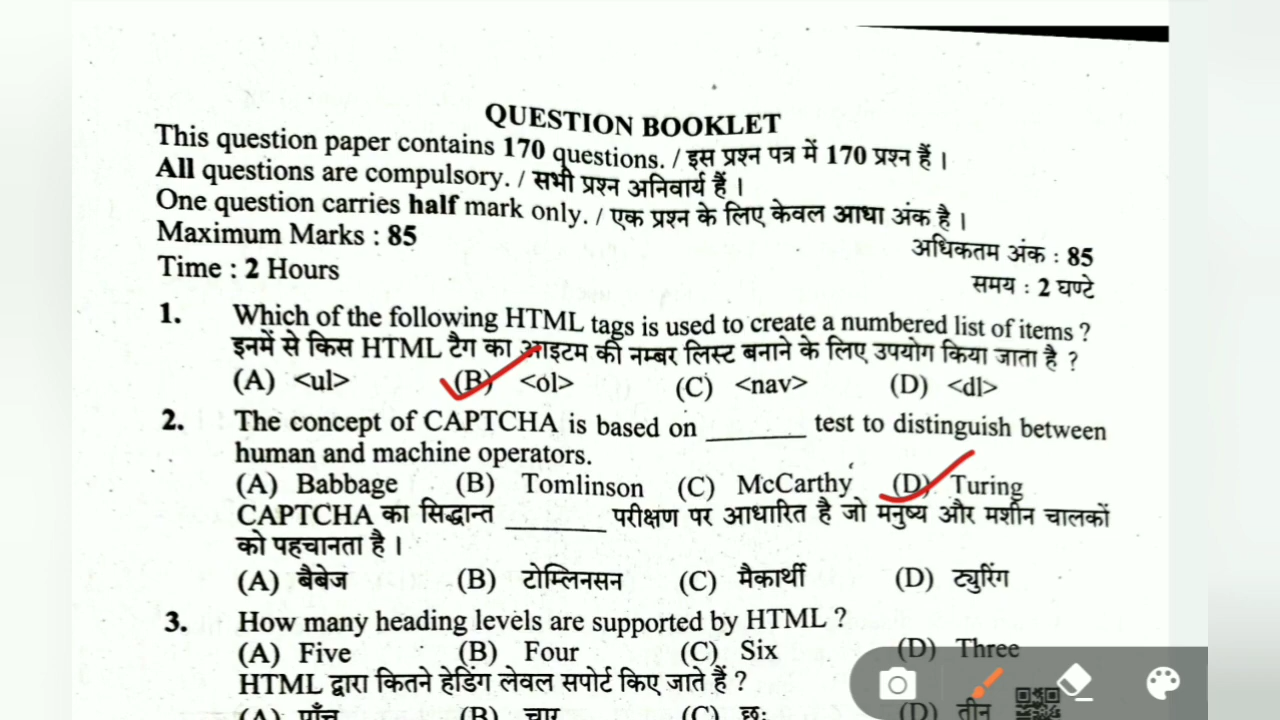 QUESTION BOOKLET
This question paper contains 170 questions. / इस प्रश्न पत्र में 170 प्रश्न हैं ।
All questions are compulsory. / सभी प्रश्न अनिवार्य हैं ।
One question carries half mark only. / एक प्रश्न के लिए केवल आधा अंक है ।
Maximum Marks : 85 अधिकतम अंक : 85
Time : 2 Hours समय : 2 घण्टे
1. Which of the following HTML tags is used to create a numbered list of items ?
इनमें से किस HTML टैग का आइटम की नम्बर लिस्ट बनाने के लिए उपयोग किया जाता है ?
(A) <ul> (B) <ol> (C) <nav> (D) <dl>
2. The concept of CAPTCHA is based on ________ test to distinguish between
human and machine operators.
(A) Babbage (B) Tomlinson (C) McCarthy (D) Turing
CAPTCHA का सिद्धान्त ________ परीक्षण पर आधारित है जो मनुष्य और मशीन चालकों
को पहचानता है ।
(A) बैबेज (B) टोम्लिनसन (C) मैकार्थी (D) ट्युरिंग
3. How many heading levels are supported by HTML ?
(A) Five (B) Four (C) Six (D) Three
HTML द्वारा कितने हेडिंग लेवल सपोर्ट किए जाते हैं ?
(A) पाँच (B) चार (C) छ: (D) तीन